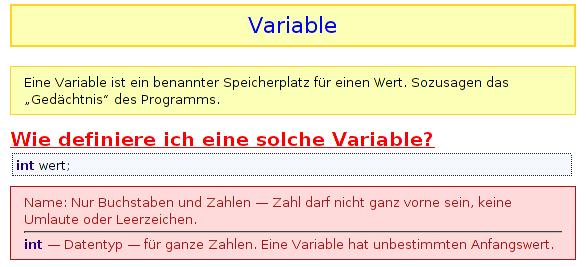 Variable
Eine Variable ist ein benannter Speicherplatz für einen Wert. Sozusagen das
„Gedächtnis“ des Programms.
Wie definiere ich eine solche Variable?
int wert;
Name: Nur Buchstaben und Zahlen — Zahl darf nicht ganz vorne sein, keine
Umlaute oder Leerzeichen.
int — Datentyp — für ganze Zahlen. Eine Variable hat unbestimmten Anfangswert.